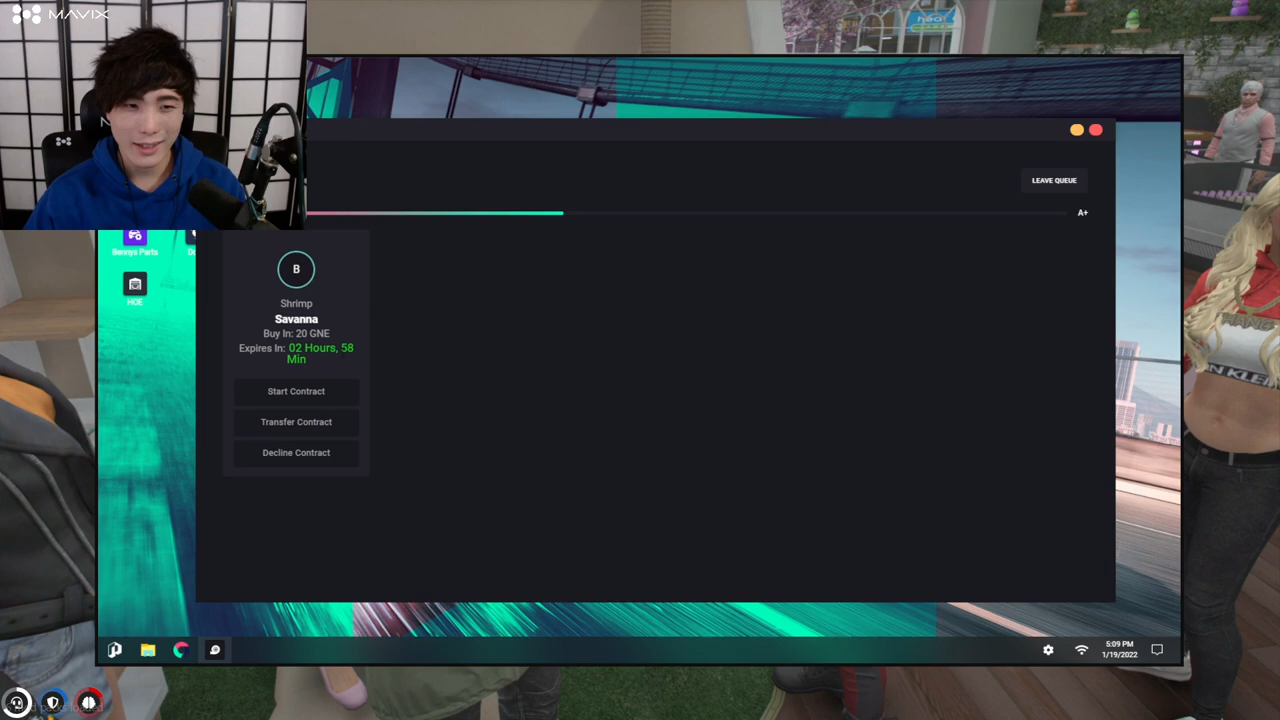 MAVIX
heal
LEAVE QUEUE
A+
Bennys Parts
HOE
B
Shrimp
Savanna
Buy In: 20 GNE
Expires In: 02 Hours, 58
Min
Start Contract
Transfer Contract
Decline Contract
5:09 PM
1/19/2022